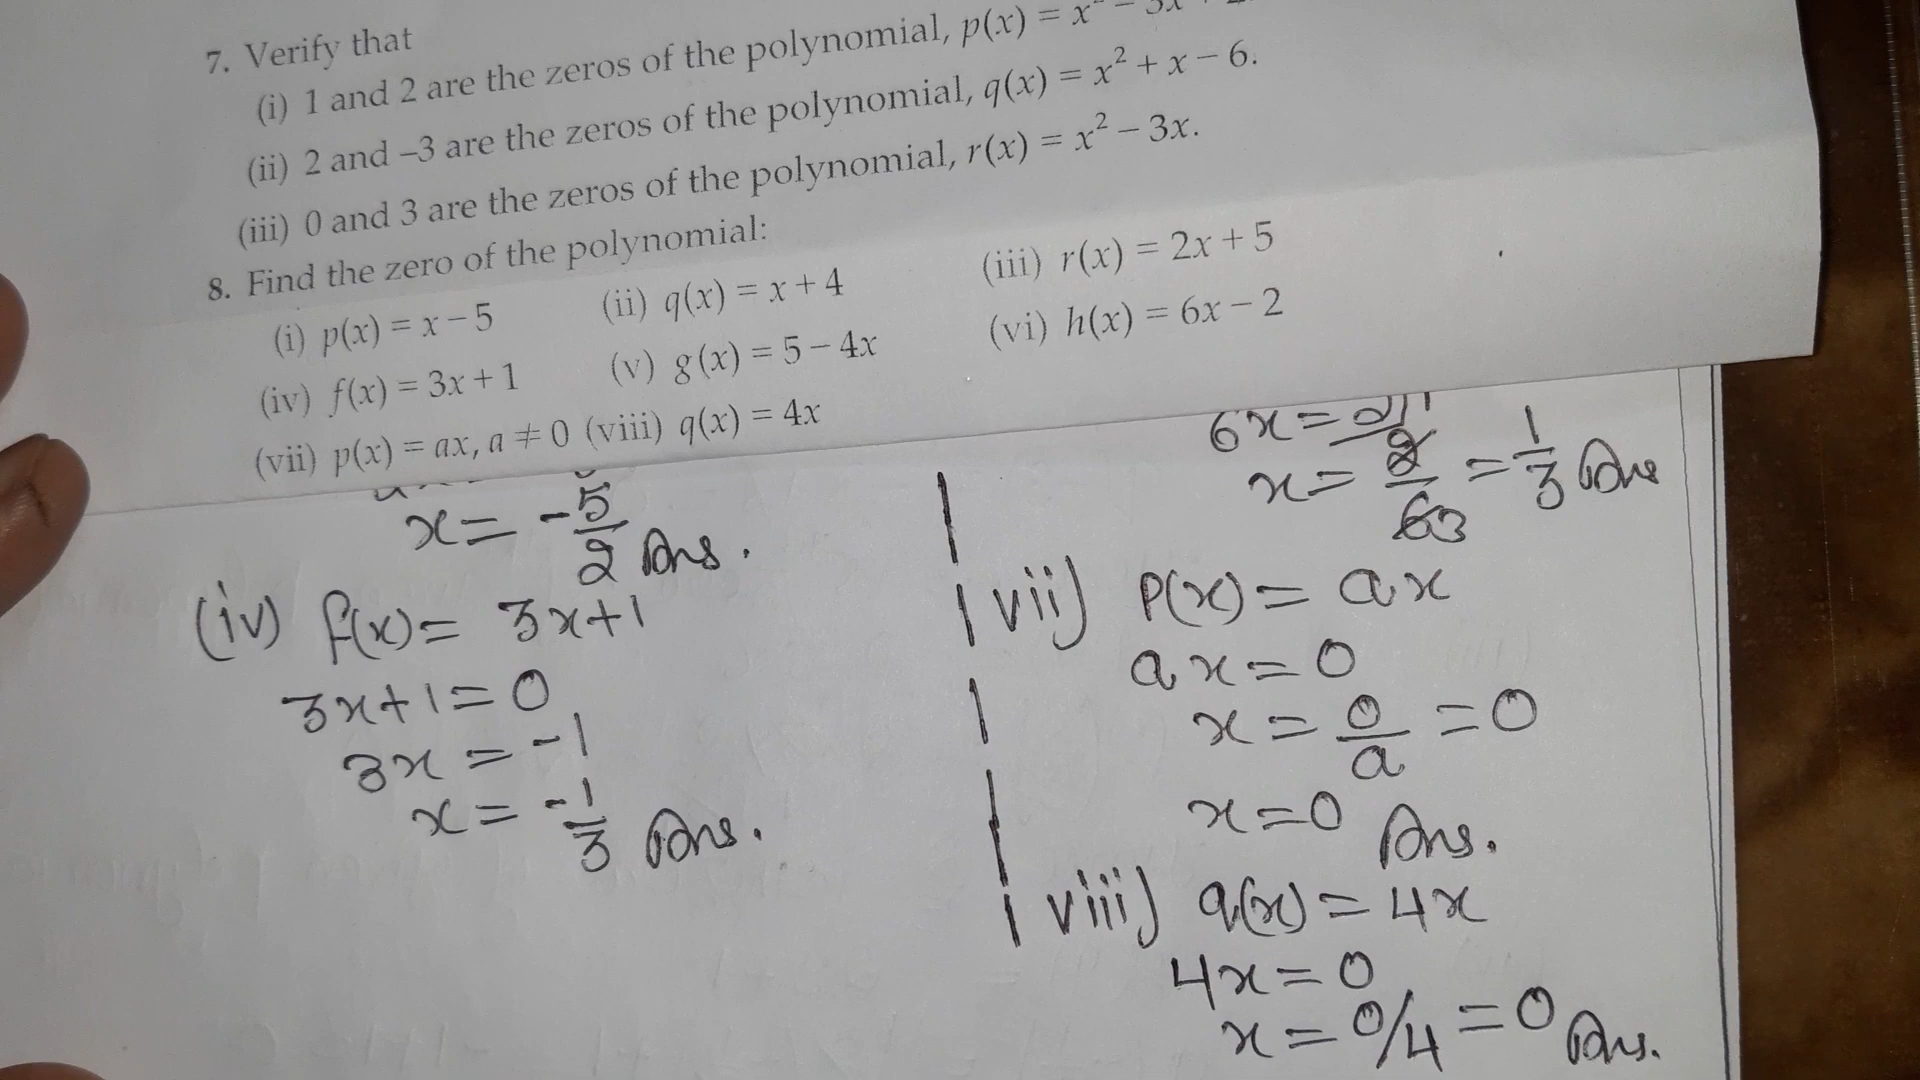 7. Verify that
(i) 1 and 2 are the zeros of the polynomial, p(x) = x
(ii) 2 and –3 are the zeros of the polynomial, q(x) = x² + x – 6.
(iii) 0 and 3 are the zeros of the polynomial, r(x) = x² – 3x.
8. Find the zero of the polynomial:
(i) p(x) = x – 5 (ii) q(x) = x + 4 (iii) r(x) = 2x + 5
(iv) f(x) = 3x + 1 (v) g(x) = 5 – 4x (vi) h(x) = 6x – 2
(vii) p(x) = ax, a ≠ 0 (viii) q(x) = 4x
x = -5/2 Ans.
(iv) f(x) = 3x+1
3x+1=0
3x = -1
x = -1/3 Ans.
6x = 2
x = 2/63 = 1/3 Ans
vii) P(x) = ax
ax = 0
x = 0/a = 0
x=0 Ans.
viii) q(x) = 4x
4x = 0
x = 0/4 = 0 Ans.